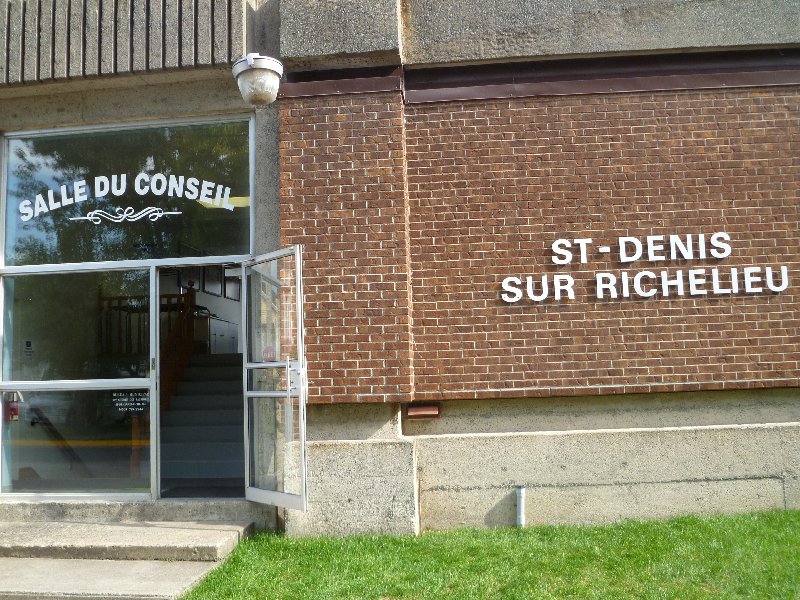 SALLE DU CONSEIL
ST-DENIS
SUR RICHELIEU